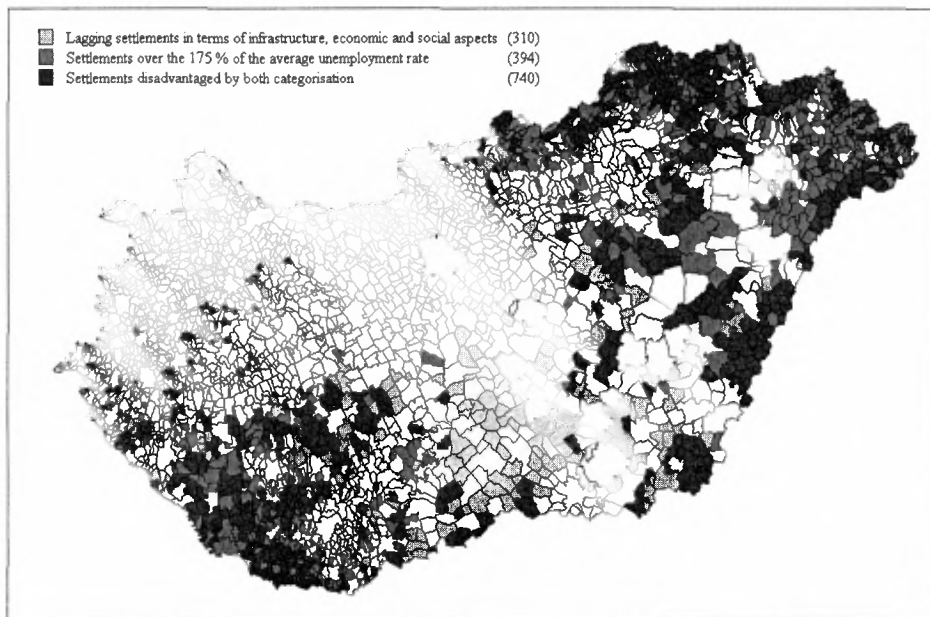 Lagging settlements in terms of infrastructure, economic and social aspects (310)
Settlements over the 175 % of the average unemployment rate (394)
Settlements disadvantaged by both categorisation (740)